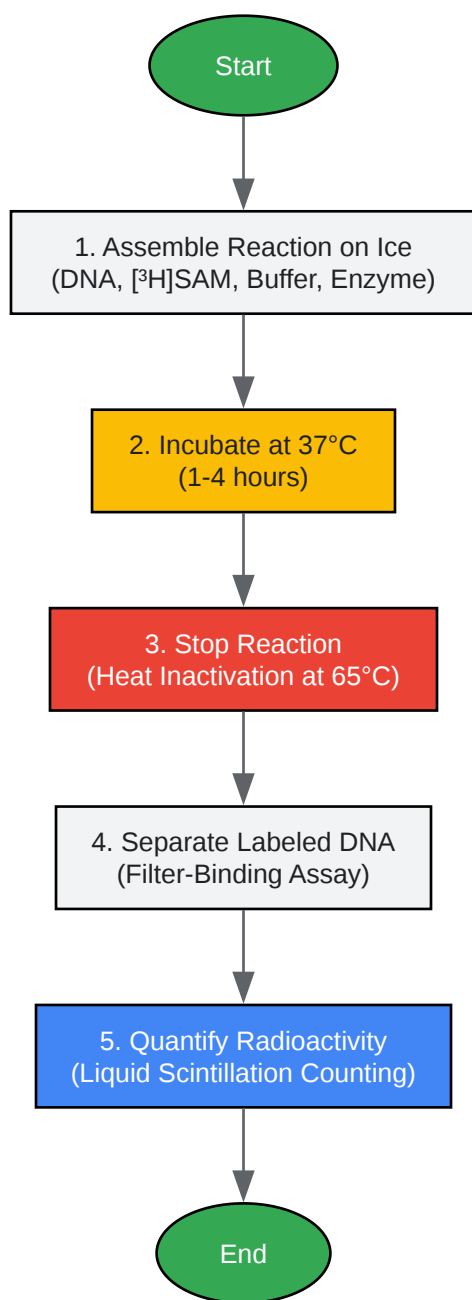 Start
1. Assemble Reaction on Ice
(DNA, [³H]SAM, Buffer, Enzyme)
2. Incubate at 37°C
(1-4 hours)
3. Stop Reaction
(Heat Inactivation at 65°C)
4. Separate Labeled DNA
(Filter-Binding Assay)
5. Quantify Radioactivity
(Liquid Scintillation Counting)
End